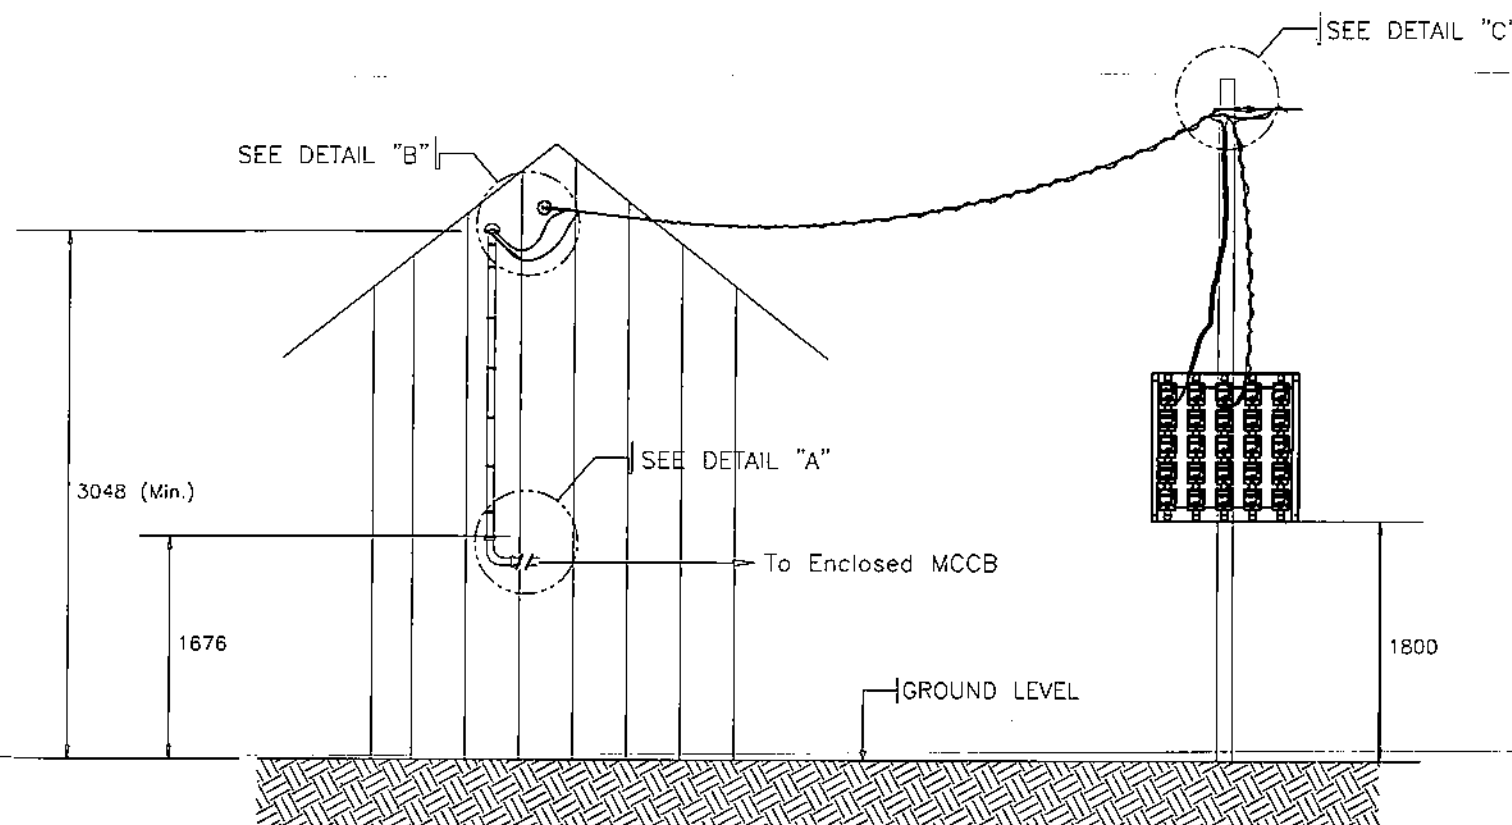 SEE DETAIL "C"
SEE DETAIL "B"
SEE DETAIL "A"
3048 (Min.)
To Enclosed MCCB
1676
1800
GROUND LEVEL